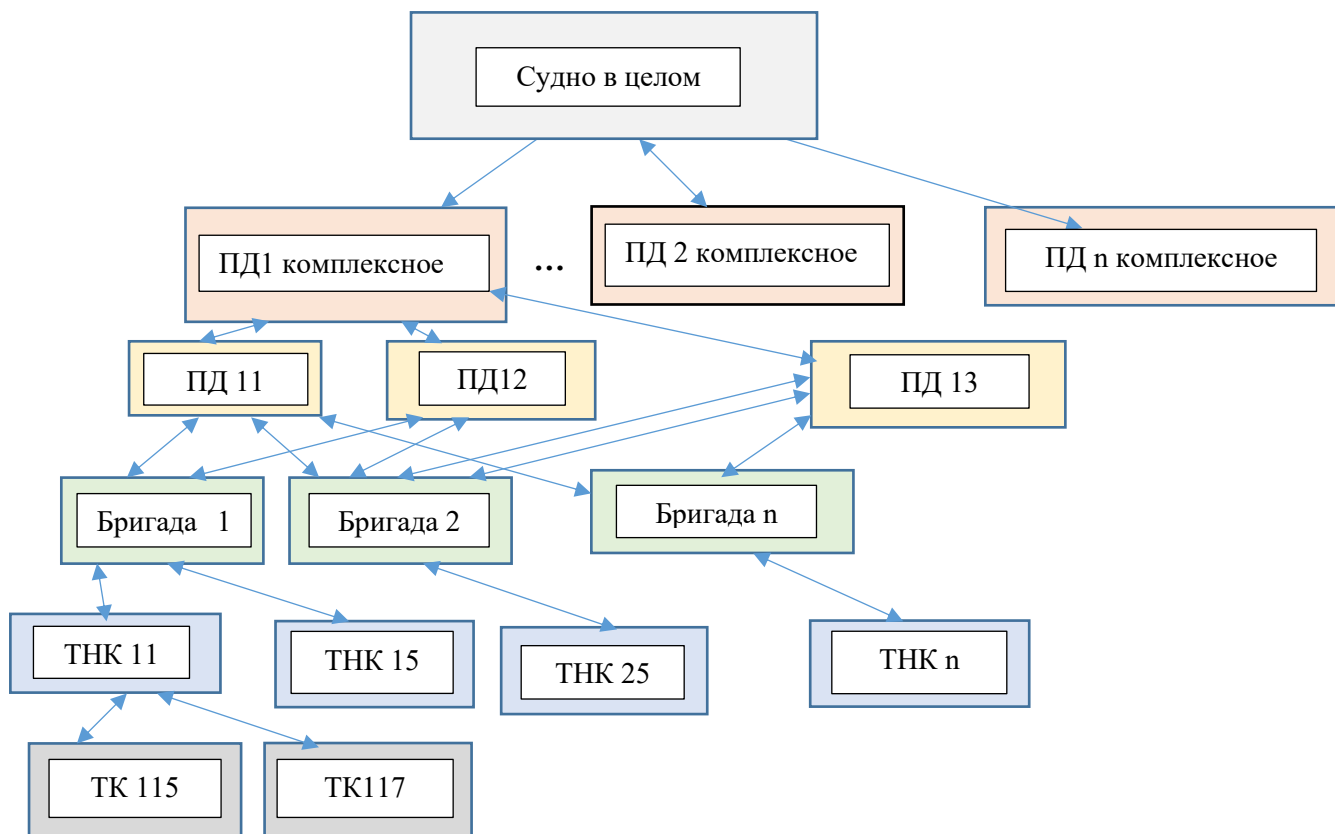 Судно в целом
ПД1 комплексное
...
ПД 2 комплексное
ПД n комплексное
ПД 11
ПД12
ПД 13
Бригада 1
Бригада 2
Бригада n
ТНК 11
ТНК 15
ТНК 25
ТНК n
ТК 115
ТК117